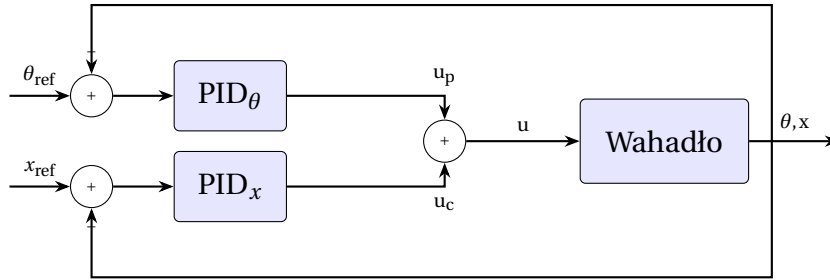 −
θref
+
PIDθ
up
+
u
Wahadło
θ, x
xref
+
PIDx
uc
−